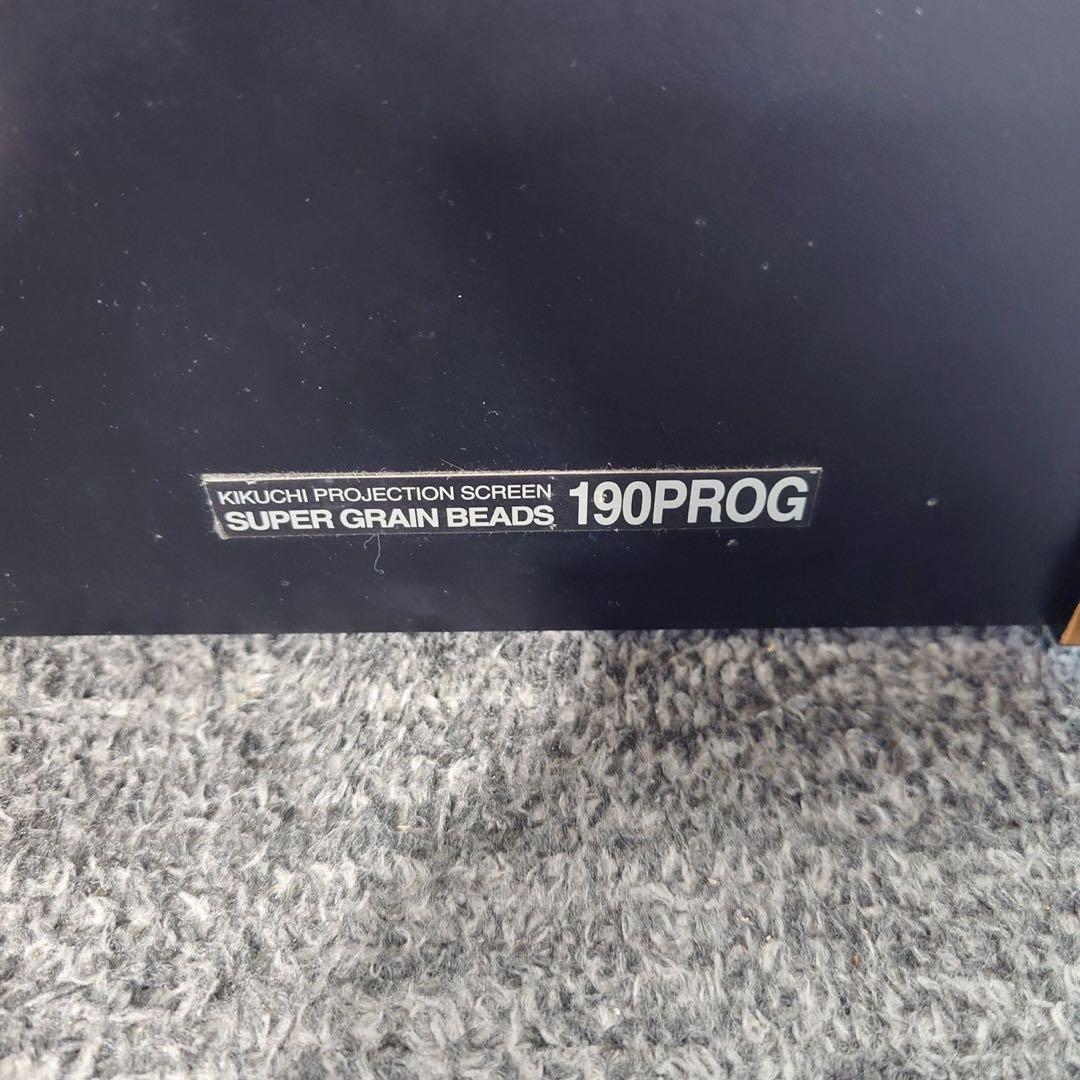 KIKUCHI PROJECTION SCREEN
SUPER GRAIN BEADS 190PROG